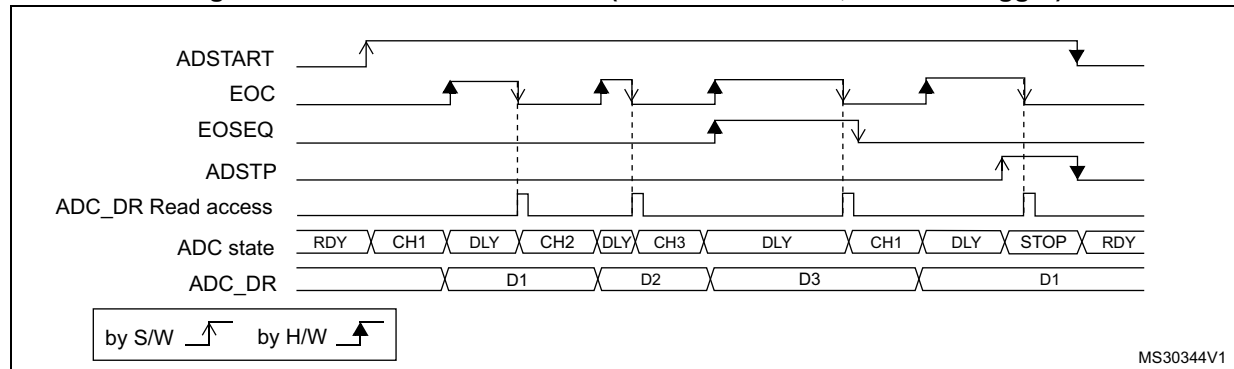 ADSTART
EOC
EOSEQ
ADSTP
ADC_DR Read access
ADC state RDY CH1 DLY CH2 DLY CH3 DLY CH1 DLY STOP RDY
ADC_DR D1 D2 D3 D1
by S/W by H/W
MS30344V1